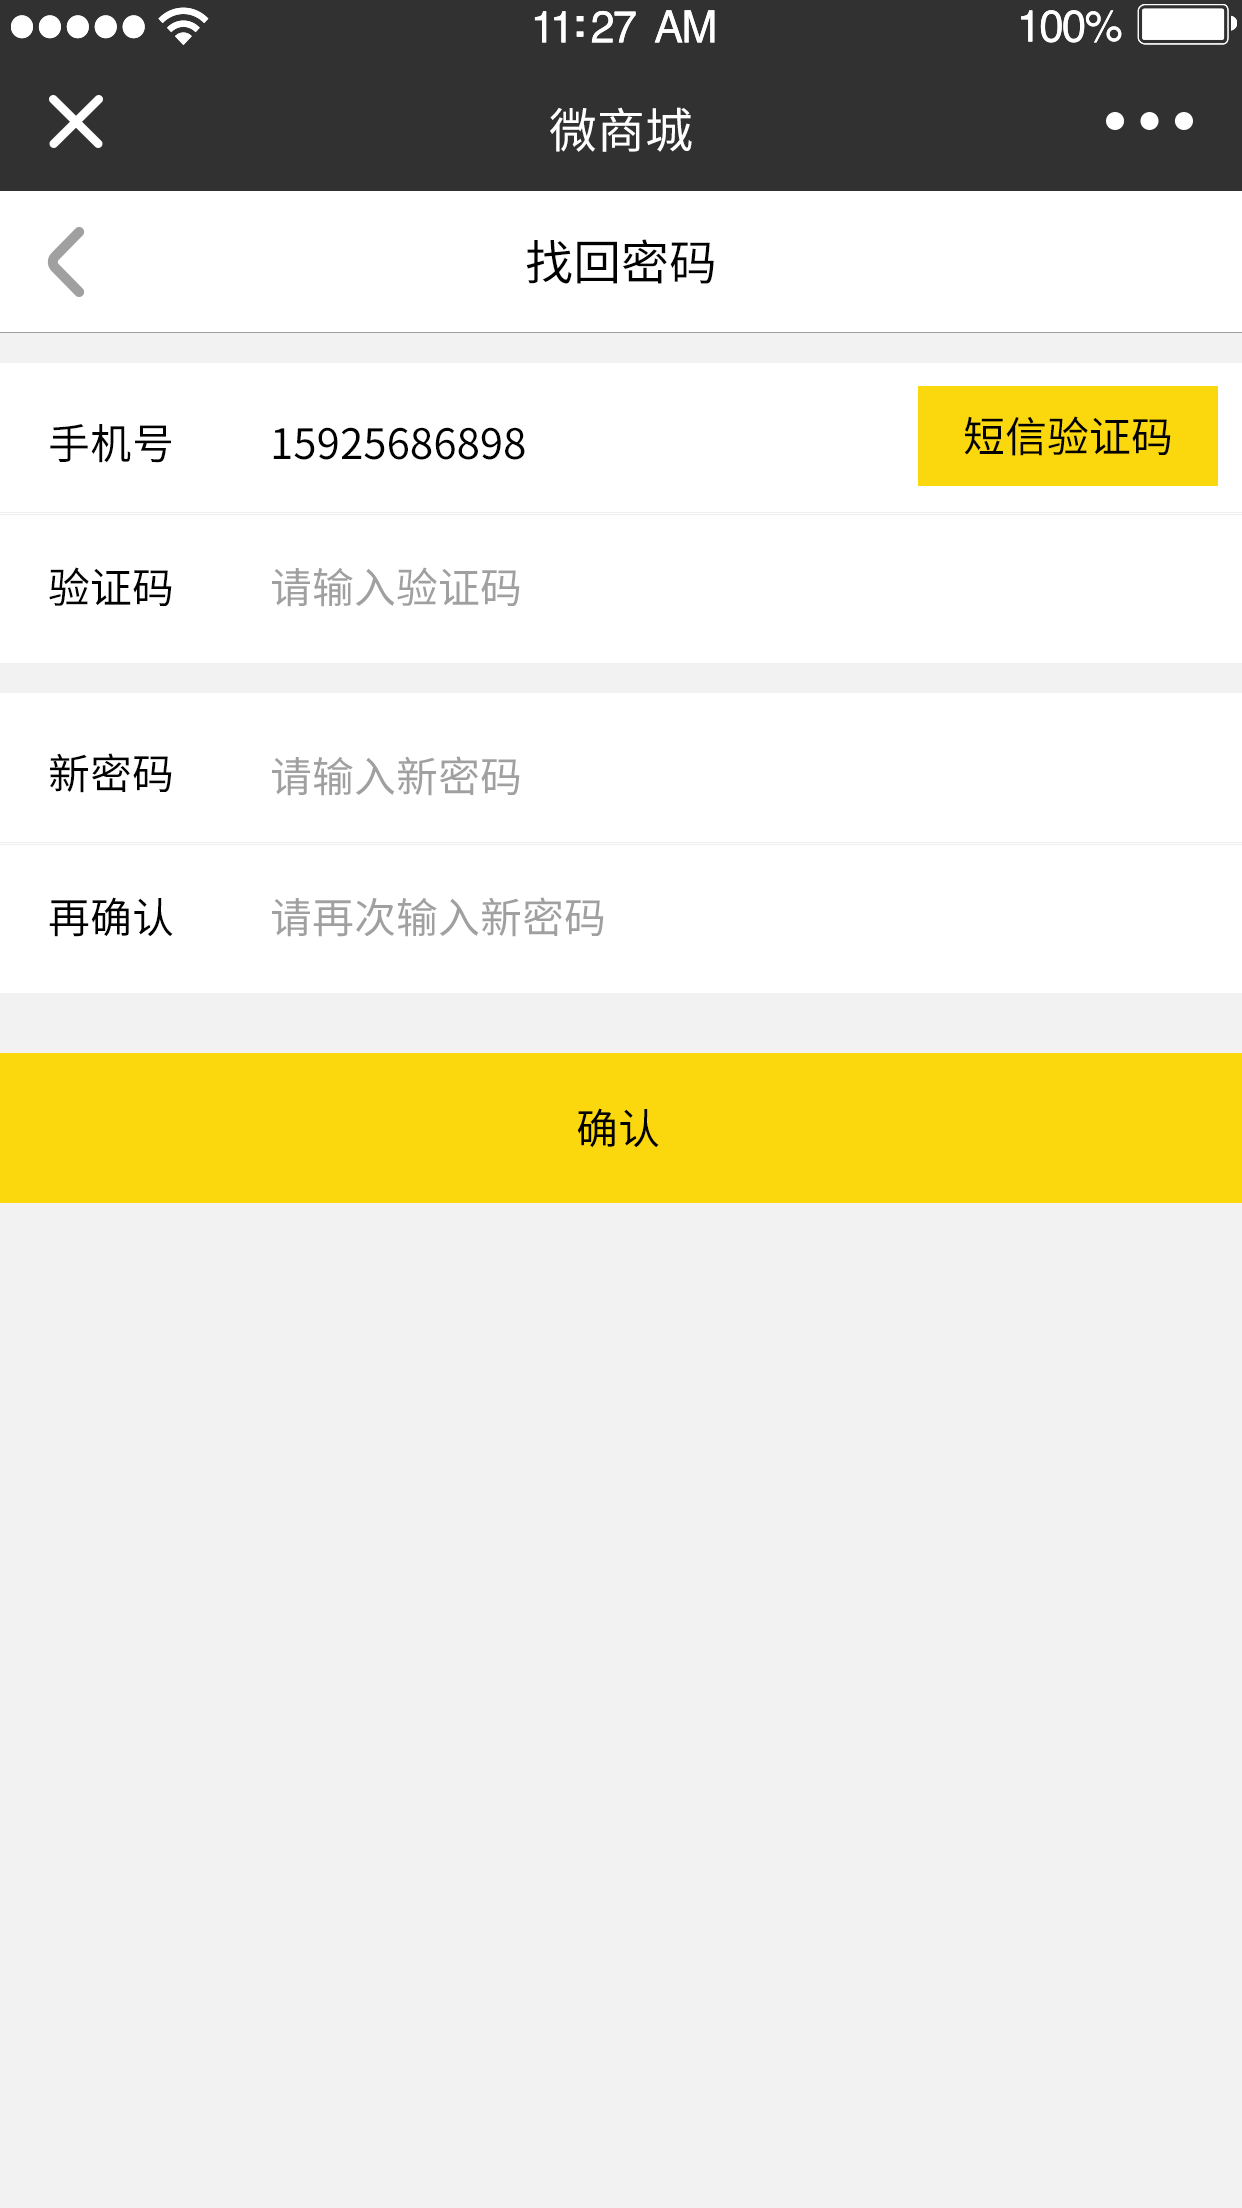 11:27 AM 100%
微商城
找回密码
手机号 15925686898 短信验证码
验证码 请输入验证码
新密码 请输入新密码
再确认 请再次输入新密码
确认